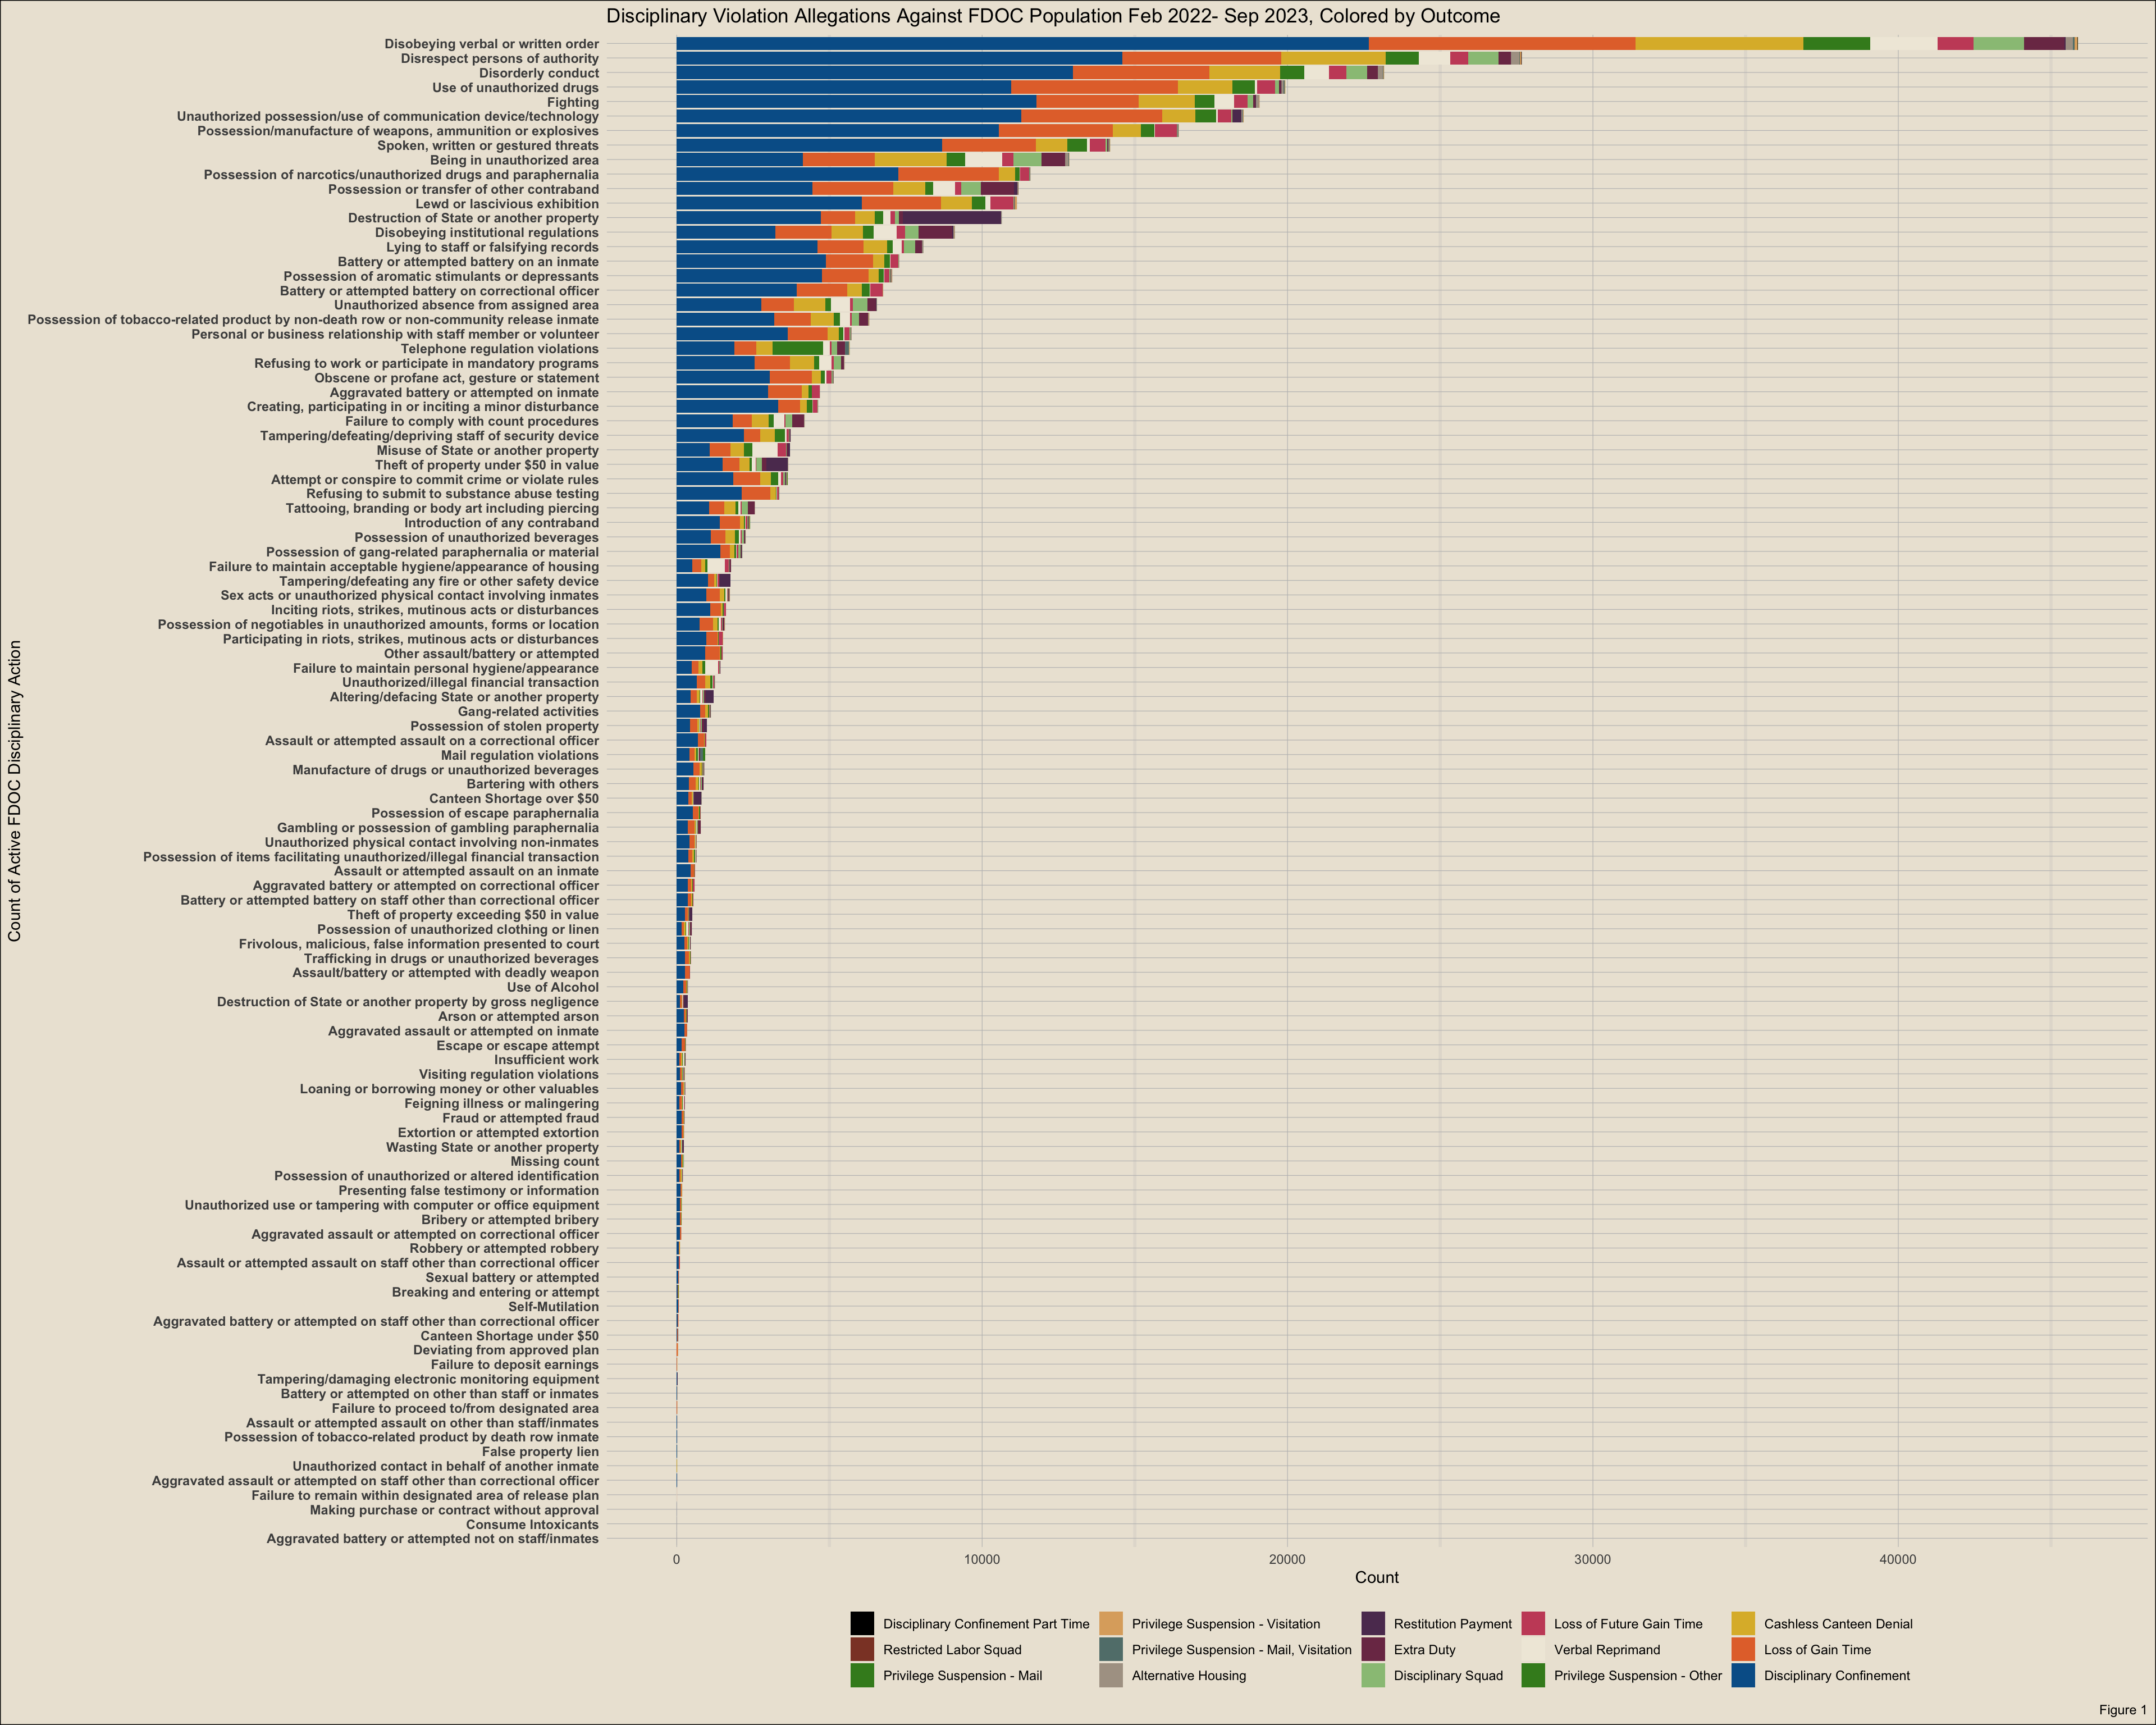 Disciplinary Violation Allegations Against FDOC Population Feb 2022- Sep 2023, Colored by Outcome
Count of Active FDOC Disciplinary Action
Disobeying verbal or written order
Disrespect persons of authority
Disorderly conduct
Use of unauthorized drugs
Fighting
Unauthorized possession/use of communication device/technology
Possession/manufacture of weapons, ammunition or explosives
Spoken, written or gestured threats
Being in unauthorized area
Possession of narcotics/unauthorized drugs and paraphernalia
Possession or transfer of other contraband
Lewd or lascivious exhibition
Destruction of State or another property
Disobeying institutional regulations
Lying to staff or falsifying records
Battery or attempted battery on an inmate
Possession of aromatic stimulants or depressants
Battery or attempted battery on correctional officer
Unauthorized absence from assigned area
Possession of tobacco-related product by non-death row or non-community release inmate
Personal or business relationship with staff member or volunteer
Telephone regulation violations
Refusing to work or participate in mandatory programs
Obscene or profane act, gesture or statement
Aggravated battery or attempted on inmate
Creating, participating in or inciting a minor disturbance
Failure to comply with count procedures
Tampering/defeating/depriving staff of security device
Misuse of State or another property
Theft of property under $50 in value
Attempt or conspire to commit crime or violate rules
Refusing to submit to substance abuse testing
Tattooing, branding or body art including piercing
Introduction of any contraband
Possession of unauthorized beverages
Possession of gang-related paraphernalia or material
Failure to maintain acceptable hygiene/appearance of housing
Tampering/defeating any fire or other safety device
Sex acts or unauthorized physical contact involving inmates
Inciting riots, strikes, mutinous acts or disturbances
Possession of negotiables in unauthorized amounts, forms or location
Participating in riots, strikes, mutinous acts or disturbances
Other assault/battery or attempted
Failure to maintain personal hygiene/appearance
Unauthorized/illegal financial transaction
Altering/defacing State or another property
Gang-related activities
Possession of stolen property
Assault or attempted assault on a correctional officer
Mail regulation violations
Manufacture of drugs or unauthorized beverages
Bartering with others
Canteen Shortage over $50
Possession of escape paraphernalia
Gambling or possession of gambling paraphernalia
Unauthorized physical contact involving non-inmates
Possession of items facilitating unauthorized/illegal financial transaction
Assault or attempted assault on an inmate
Aggravated battery or attempted on correctional officer
Battery or attempted battery on staff other than correctional officer
Theft of property exceeding $50 in value
Possession of unauthorized clothing or linen
Frivolous, malicious, false information presented to court
Trafficking in drugs or unauthorized beverages
Assault/battery or attempted with deadly weapon
Use of Alcohol
Destruction of State or another property by gross negligence
Arson or attempted arson
Aggravated assault or attempted on inmate
Escape or escape attempt
Insufficient work
Visiting regulation violations
Loaning or borrowing money or other valuables
Feigning illness or malingering
Fraud or attempted fraud
Extortion or attempted extortion
Wasting State or another property
Missing count
Possession of unauthorized or altered identification
Presenting false testimony or information
Unauthorized use or tampering with computer or office equipment
Bribery or attempted bribery
Aggravated assault or attempted on correctional officer
Robbery or attempted robbery
Assault or attempted assault on staff other than correctional officer
Sexual battery or attempted
Breaking and entering or attempt
Self-Mutilation
Aggravated battery or attempted on staff other than correctional officer
Canteen Shortage under $50
Deviating from approved plan
Failure to deposit earnings
Tampering/damaging electronic monitoring equipment
Battery or attempted on other than staff or inmates
Failure to proceed to/from designated area
Assault or attempted assault on other than staff/inmates
Possession of tobacco-related product by death row inmate
False property lien
Unauthorized contact in behalf of another inmate
Aggravated assault or attempted on staff other than correctional officer
Failure to remain within designated area of release plan
Making purchase or contract without approval
Consume Intoxicants
Aggravated battery or attempted not on staff/inmates
0 10000 20000 30000 40000
Count
Disciplinary Confinement Part Time Privilege Suspension - Visitation Restitution Payment Loss of Future Gain Time Cashless Canteen Denial
Restricted Labor Squad Privilege Suspension - Mail, Visitation Extra Duty Verbal Reprimand Loss of Gain Time
Privilege Suspension - Mail Alternative Housing Disciplinary Squad Privilege Suspension - Other Disciplinary Confinement
Figure 1